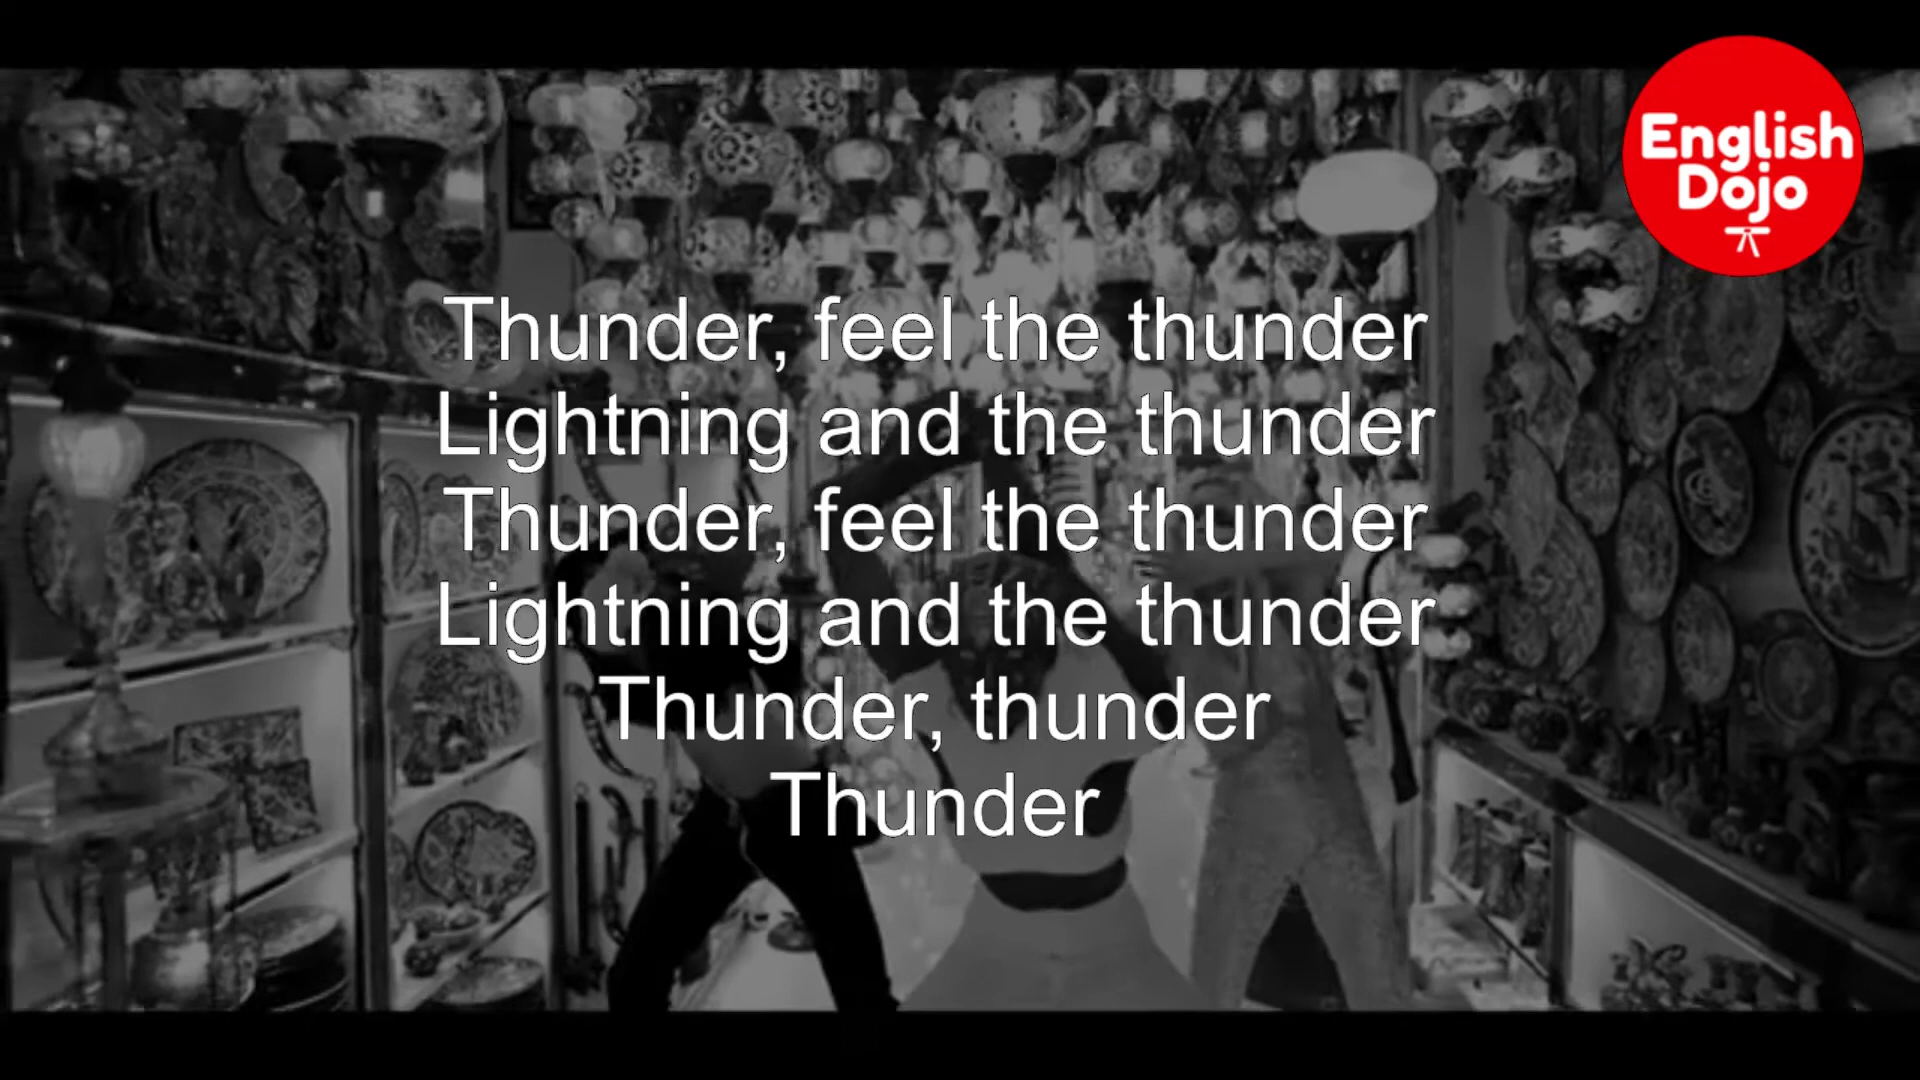 English
Dojo
Thunder, feel the thunder
Lightning and the thunder
Thunder, feel the thunder
Lightning and the thunder
Thunder, thunder
Thunder